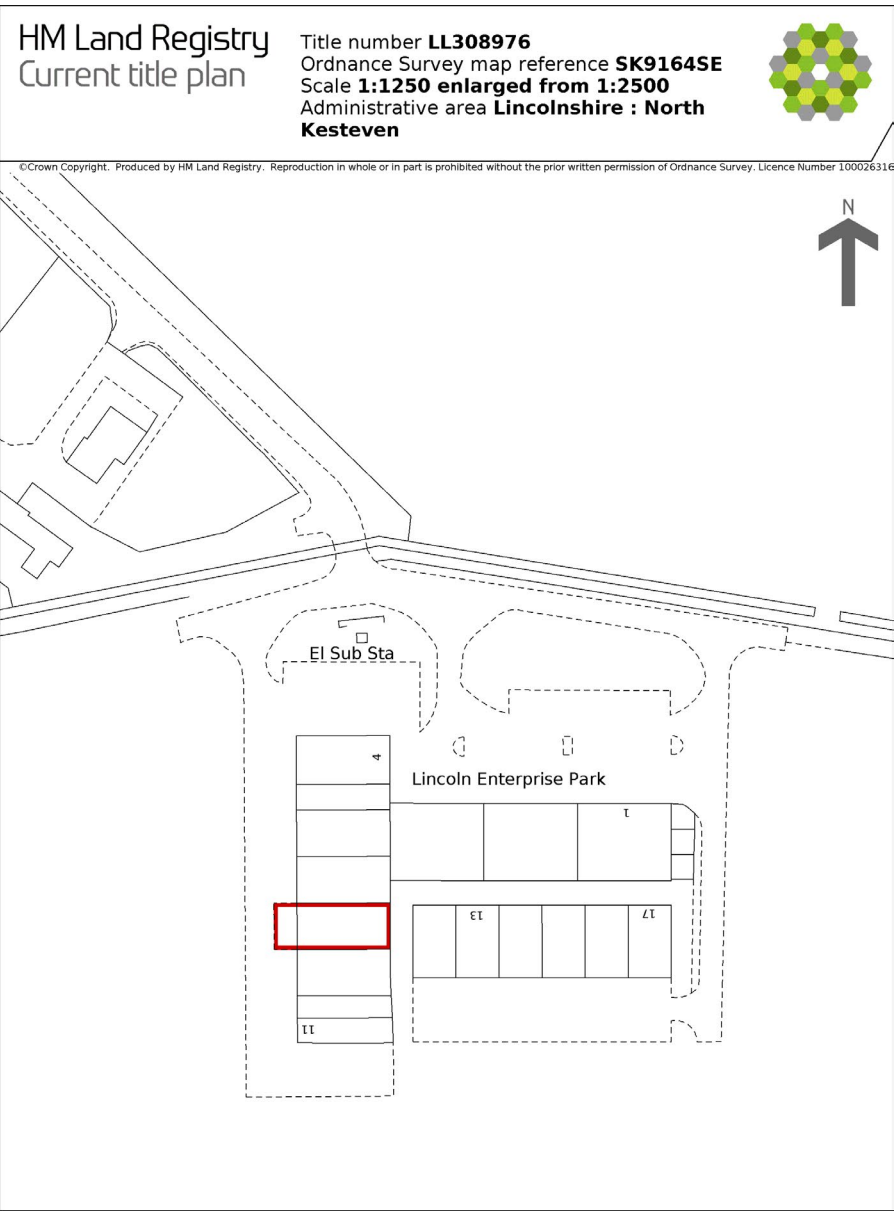 HM Land Registry
Current title plan
Title number LL308976
Ordnance Survey map reference SK9164SE
Scale 1:1250 enlarged from 1:2500
Administrative area Lincolnshire : North
Kesteven
©Crown Copyright. Produced by HM Land Registry. Reproduction in whole or in part is prohibited without the prior written permission of Ordnance Survey. Licence Number 100026316
N
El Sub Sta
4
Lincoln Enterprise Park
1
13
17
11